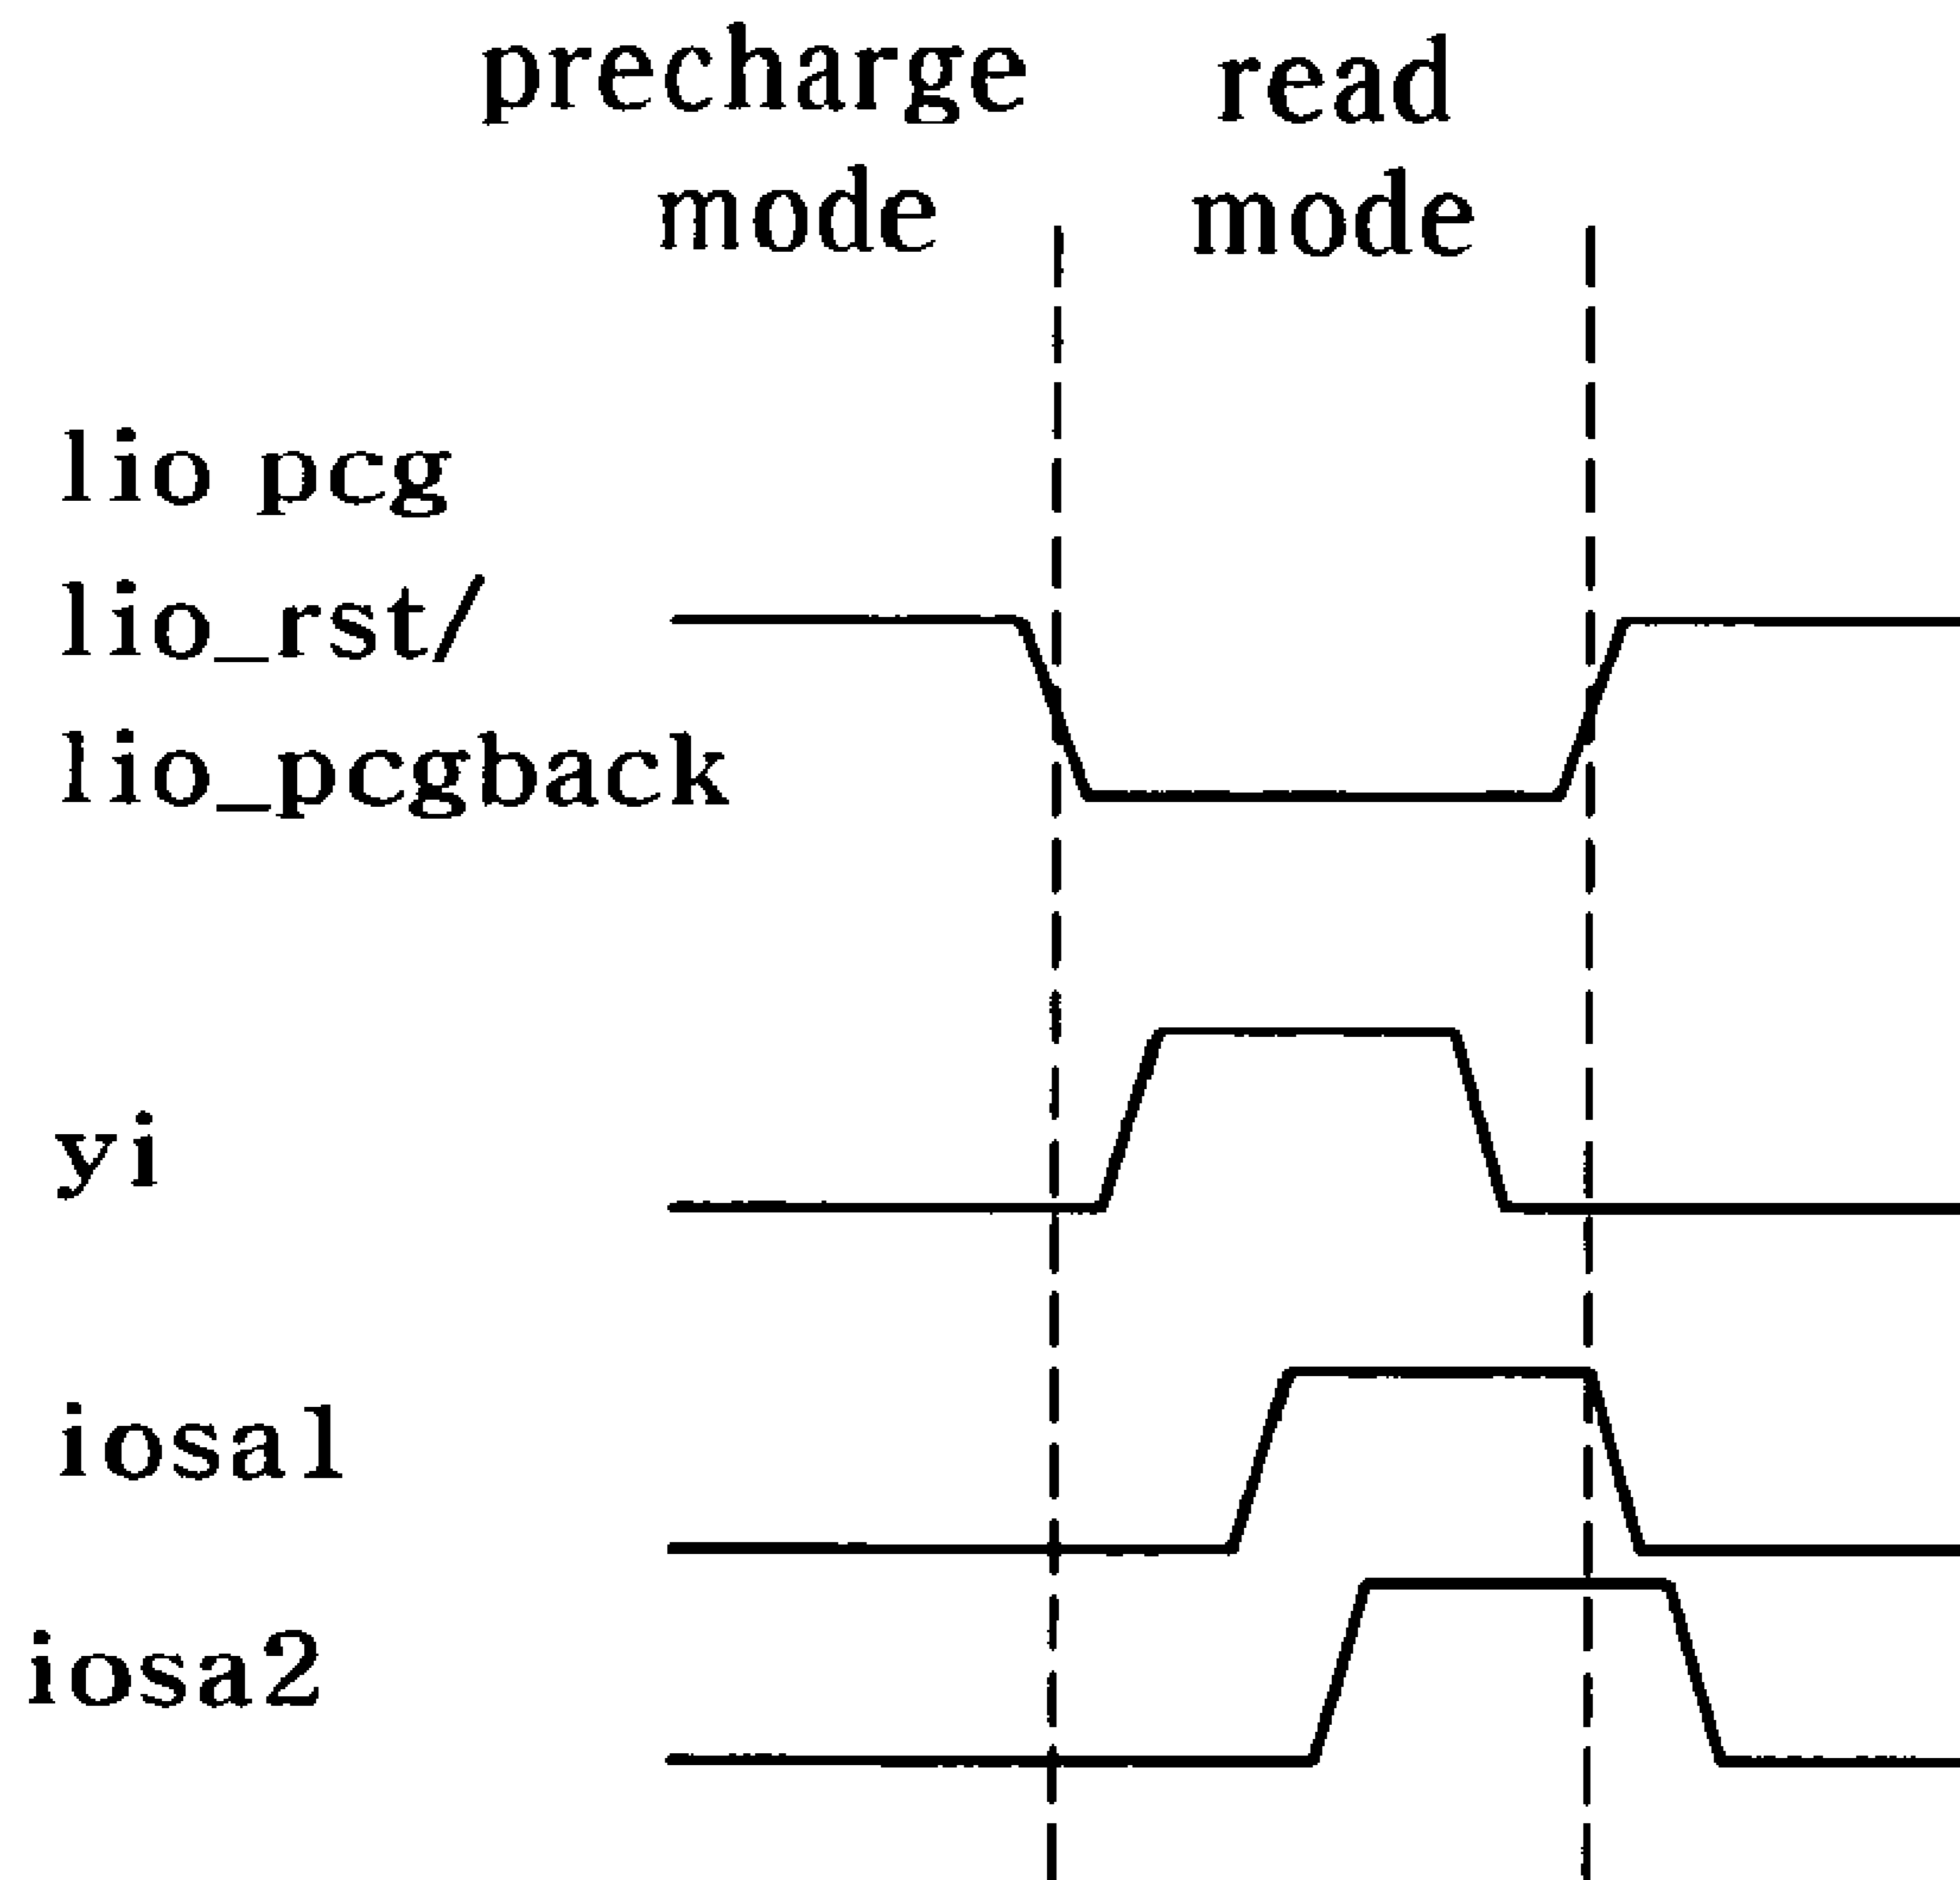 precharge read
mode mode
lio pcg
lio_rst/
lio_pcgback
yi
iosa1
iosa2